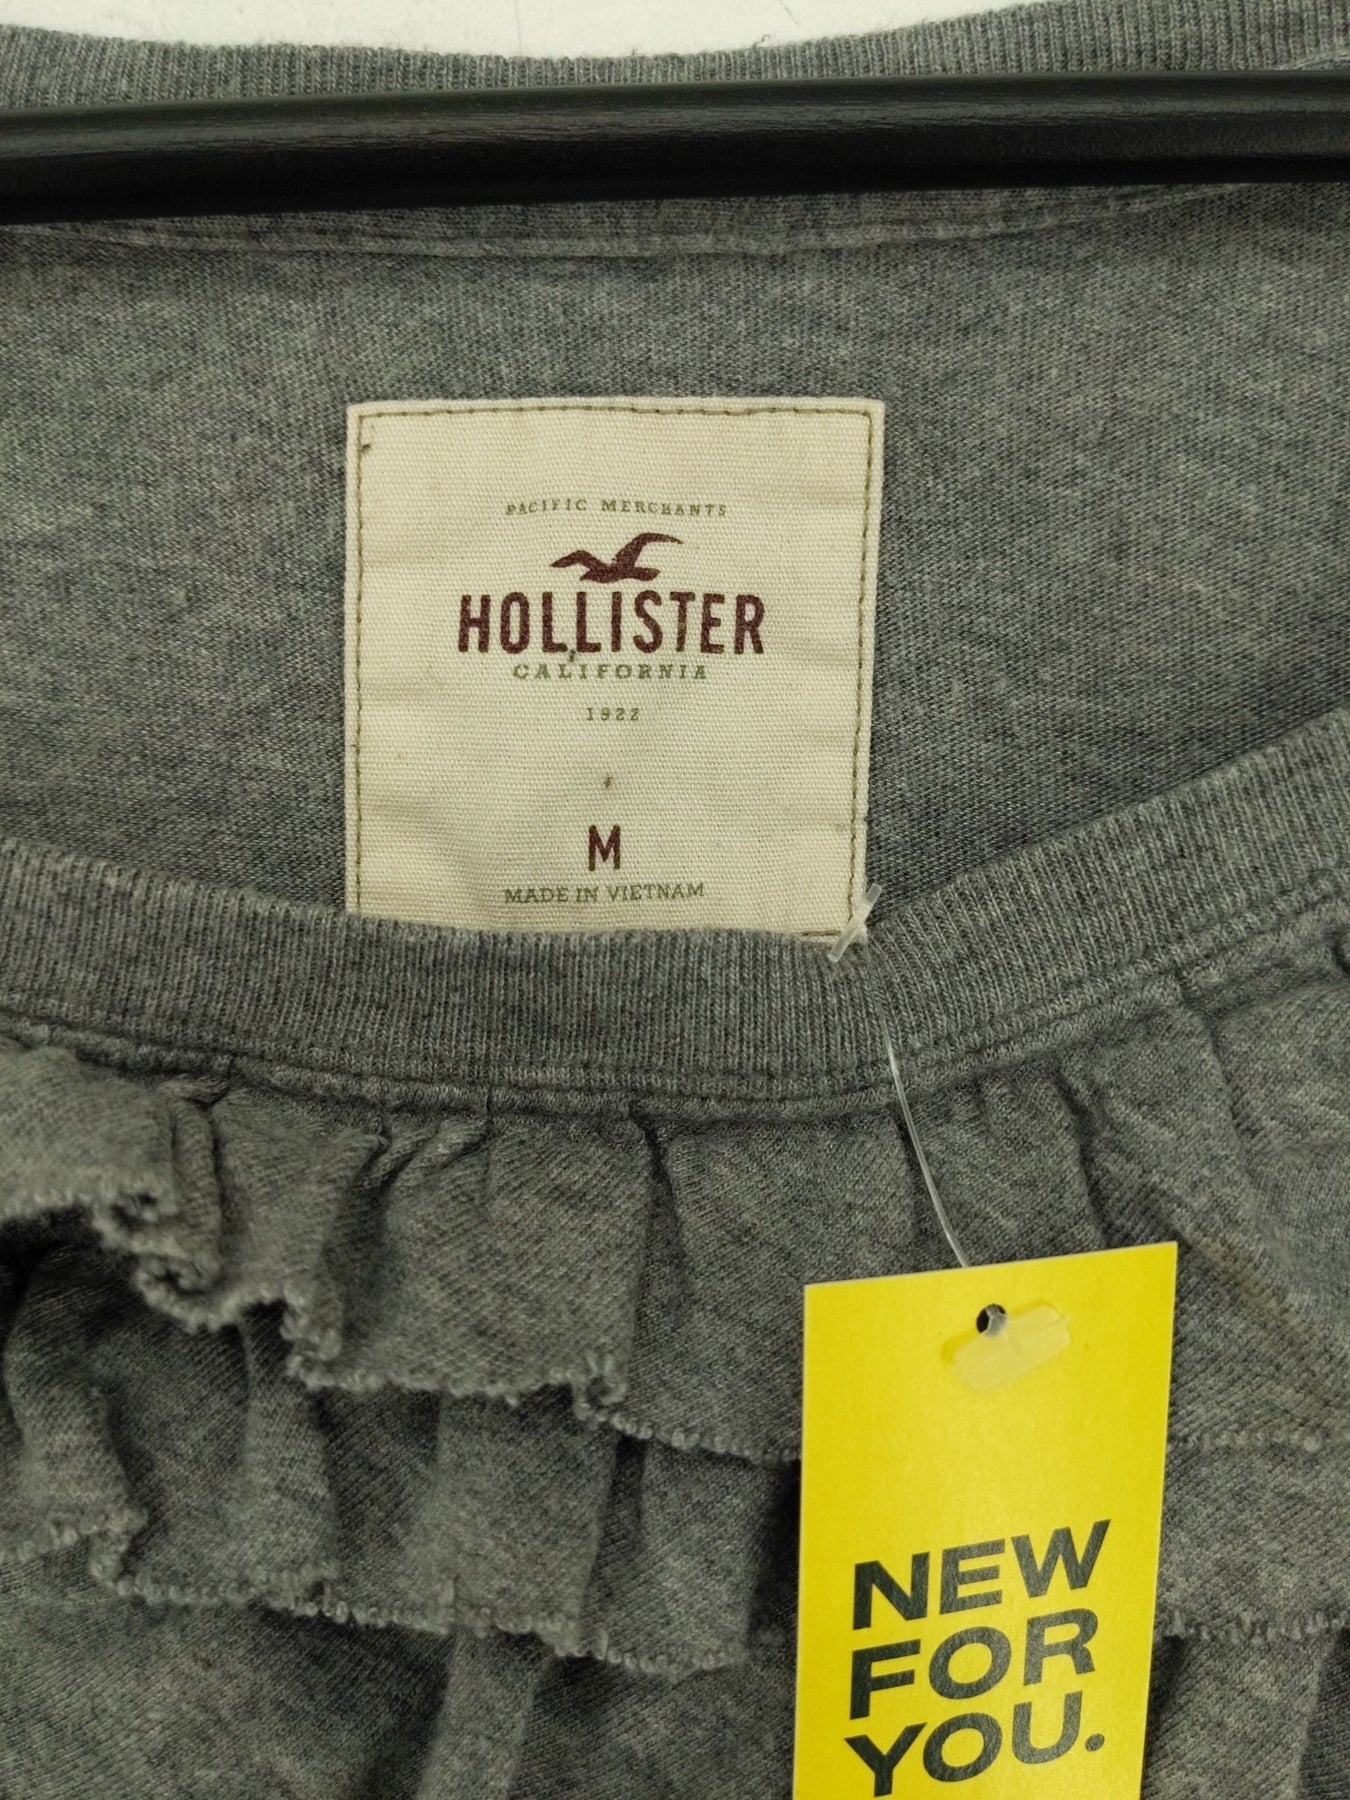 PACIFIC MERCHANTS
HOLLISTER
CALIFORNIA
1922
M
MADE IN VIETNAM
NEW
FOR
YOU.